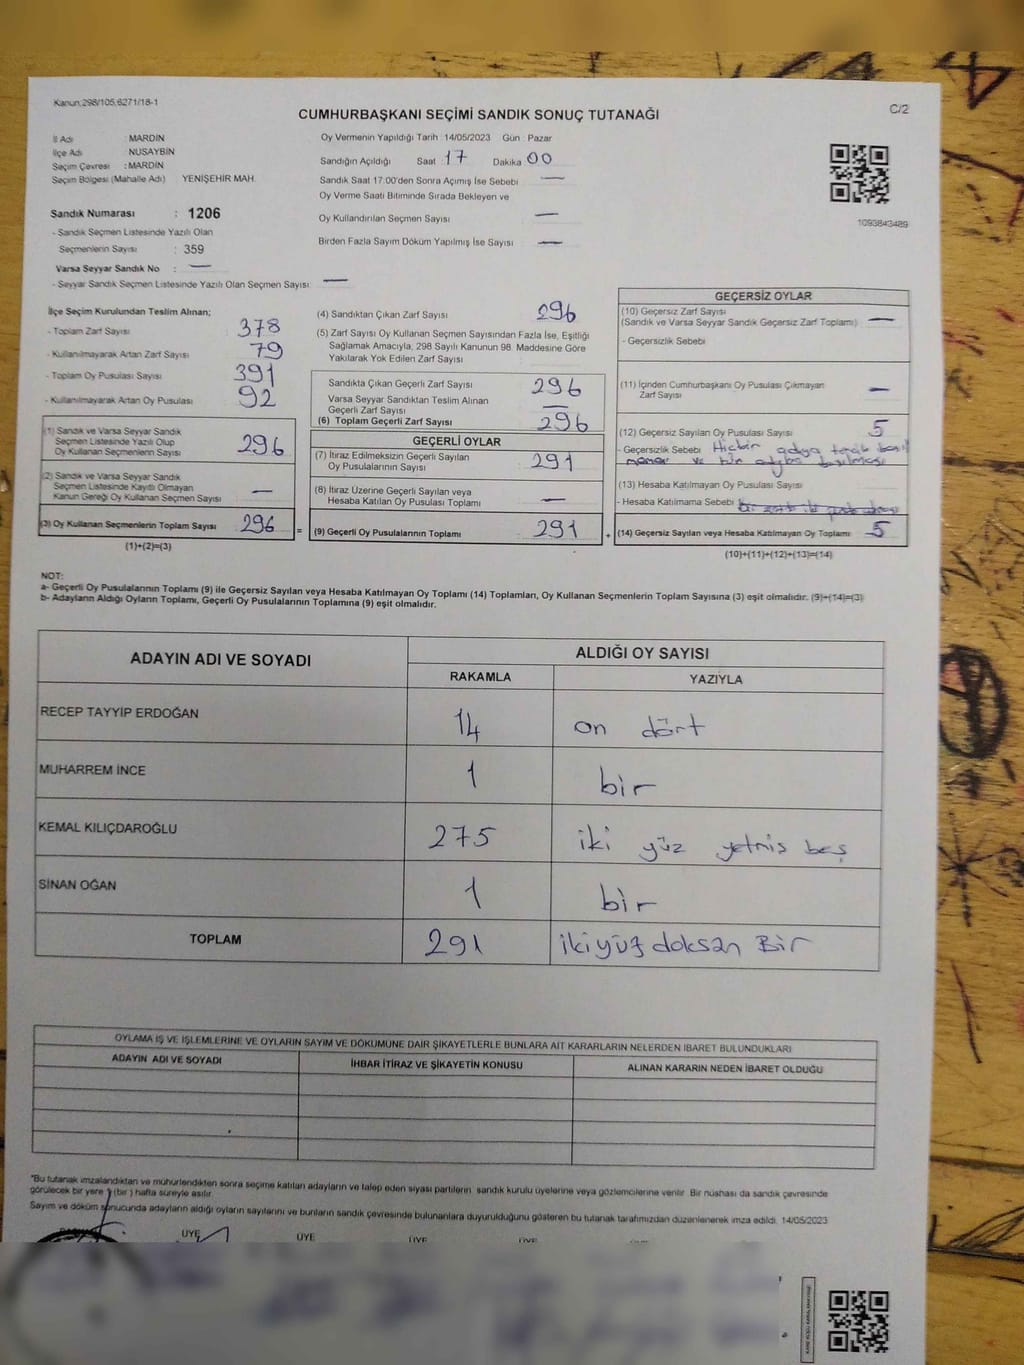 Kanun;298/105,6271/18-1
C/2
CUMHURBAŞKANI SEÇİMİ SANDIK SONUÇ TUTANAĞI
İl Adı : MARDİN
İlçe Adı : NUSAYBİN
Seçim Çevresi : MARDİN
Seçim Bölgesi (Mahalle Adı) YENİŞEHİR MAH.
Sandık Numarası : 1206
- Sandık Seçmen Listesinde Yazılı Olan
Seçmenlerin Sayısı : 359
Varsa Seyyar Sandık No : —
- Seyyar Sandık Seçmen Listesinde Yazılı Olan Seçmen Sayısı: —
Oy Vermenin Yapıldığı Tarih 14/05/2023 Gün Pazar
Sandığın Açıldığı Saat 17 Dakika 00
Sandık Saat 17:00'den Sonra Açımış İse Sebebi —
Oy Verme Saati Bitiminde Sırada Bekleyen ve
Oy Kullandırılan Seçmen Sayısı —
Birden Fazla Sayım Döküm Yapılmış İse Sayısı —
1093843489
İlçe Seçim Kurulundan Teslim Alınan;
- Toplam Zarf Sayısı 378
- Kullanılmayarak Artan Zarf Sayısı 79
- Toplam Oy Pusulası Sayısı 391
- Kullanılmayarak Artan Oy Pusulası 92
(1) Sandık ve Varsa Seyyar Sandık
Seçmen Listesinde Yazılı Olup
Oy Kullanan Seçmenlerin Sayısı 296
(2) Sandık ve Varsa Seyyar Sandık
Seçmen Listesinde Kayıtlı Olmayan
Kanun Gereği Oy Kullanan Seçmen Sayısı —
(3) Oy Kullanan Seçmenlerin Toplam Sayısı 296 =
(1)+(2)=(3)
(4) Sandıktan Çıkan Zarf Sayısı 296
(5) Zarf Sayısı Oy Kullanan Seçmen Sayısından Fazla İse, Eşitliği
Sağlamak Amacıyla, 298 Sayılı Kanunun 98. Maddesine Göre
Yakılarak Yok Edilen Zarf Sayısı :
Sandıkta Çıkan Geçerli Zarf Sayısı 296
Varsa Seyyar Sandıktan Teslim Alınan
Geçerli Zarf Sayısı —
(6) Toplam Geçerli Zarf Sayısı 296
GEÇERLİ OYLAR
(7) İtiraz Edilmeksizin Geçerli Sayılan
Oy Pusulalarının Sayısı 291
(8) İtiraz Üzerine Geçerli Sayılan veya
Hesaba Katılan Oy Pusulaları Toplamı —
(9) Geçerli Oy Pusulalarının Toplamı 291 +
GEÇERSİZ OYLAR
(10) Geçersiz Zarf Sayısı
(Sandık ve Varsa Seyyar Sandık Geçersiz Zarf Toplamı) —
- Geçersizlik Sebebi
(11) İçinden Cumhurbaşkanı Oy Pusulası Çıkmayan
Zarf Sayısı —
(12) Geçersiz Sayılan Oy Pusulası Sayısı 5
- Geçersizlik Sebebi Hiçbir
ve
(13) Hesaba Katılmayan Oy Pusulası Sayısı
- Hesaba Katılmama Sebebi
(14) Geçersiz Sayılan veya Hesaba Katılmayan Oy Toplamı 5
(10)+(11)+(12)+(13)=(14)
NOT:
a- Geçerli Oy Pusulalarının Toplamı (9) ile Geçersiz Sayılan veya Hesaba Katılmayan Oy Toplamı (14) Toplamları, Oy Kullanan Seçmenlerin Toplam Sayısına (3) eşit olmalıdır. (9)+(14)=(3)
b- Adayların Aldığı Oyların Toplamı, Geçerli Oy Pusulalarının Toplamına (9) eşit olmalıdır.
ADAYIN ADI VE SOYADI ALDIĞI OY SAYISI
RAKAMLA YAZIYLA
RECEP TAYYİP ERDOĞAN 14 on dört
MUHARREM İNCE 1 bir
KEMAL KILIÇDAROĞLU 275 iki yüz yetmis beş
SİNAN OĞAN 1 bir
TOPLAM 291 ikiyüz doksan Bir
OYLAMA İŞ VE İŞLEMLERİNE VE OYLARIN SAYIM VE DÖKÜMÜNE DAİR ŞİKAYETLERLE BUNLARA AİT KARARLARIN NELERDEN İBARET BULUNDUKLARI
ADAYIN ADI VE SOYADI İHBAR İTİRAZ VE ŞİKAYETİN KONUSU ALINAN KARARIN NEDEN İBARET OLDUĞU
*Bu tutanak imzalandıktan ve mühürlendikten sonra seçime katılan adayların ve talep eden siyasi partilerin sandık kurulu üyelerine veya gözlemcilerine verilir. Bir nüshası da sandık çevresinde
görülecek bir yere 1 (bir) hafta süreyle asılır.
Sayım ve döküm sonucunda adayların aldığı oyların sayılarını ve bunların sandık çevresinde bulunanlara duyurulduğunu gösteren bu tutanak tarafımızdan düzenlenerek imza edildi. 14/05/2023
ÜYE ÜYE ÜYE ÜYE